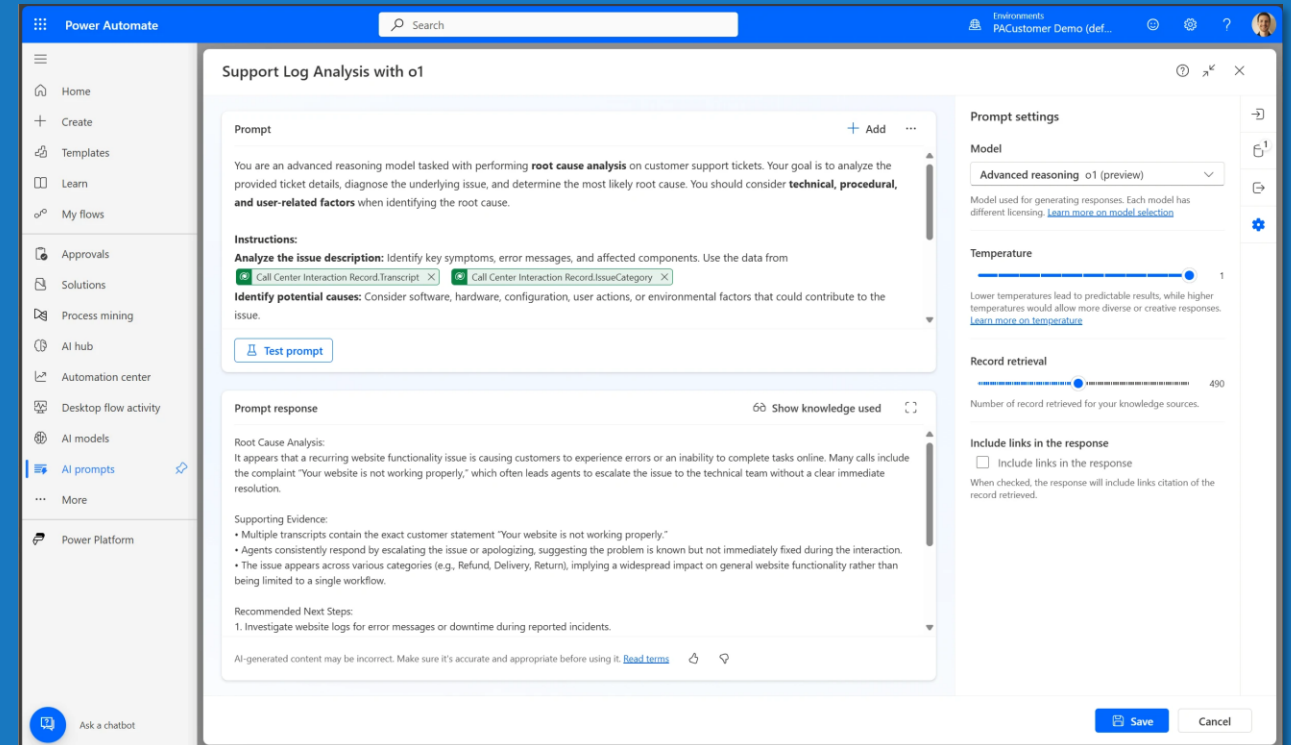 Power Automate
Search
Environments
PACustomer Demo (def...
Home
Create
Templates
Learn
My flows
Approvals
Solutions
Process mining
AI hub
Automation center
Desktop flow activity
AI models
AI prompts
More
Power Platform
Ask a chatbot
Support Log Analysis with o1
Prompt
Add
You are an advanced reasoning model tasked with performing root cause analysis on customer support tickets. Your goal is to analyze the
provided ticket details, diagnose the underlying issue, and determine the most likely root cause. You should consider technical, procedural,
and user-related factors when identifying the root cause.
Instructions:
Analyze the issue description: Identify key symptoms, error messages, and affected components. Use the data from
Call Center Interaction Record.Transcript Call Center Interaction Record.IssueCategory
Identify potential causes: Consider software, hardware, configuration, user actions, or environmental factors that could contribute to the
issue.
Test prompt
Prompt response
Show knowledge used
Root Cause Analysis:
It appears that a recurring website functionality issue is causing customers to experience errors or an inability to complete tasks online. Many calls include
the complaint "Your website is not working properly," which often leads agents to escalate the issue to the technical team without a clear immediate
resolution.
Supporting Evidence:
• Multiple transcripts contain the exact customer statement "Your website is not working properly."
• Agents consistently respond by escalating the issue or apologizing, suggesting the problem is known but not immediately fixed during the interaction.
• The issue appears across various categories (e.g., Refund, Delivery, Return), implying a widespread impact on general website functionality rather than
being limited to a single workflow.
Recommended Next Steps:
1. Investigate website logs for error messages or downtime during reported incidents.
AI-generated content may be incorrect. Make sure it's accurate and appropriate before using it. Read terms
Prompt settings
Model
Advanced reasoning o1 (preview)
Model used for generating responses. Each model has
different licensing. Learn more on model selection
Temperature
1
Lower temperatures lead to predictable results, while higher
temperatures would allow more diverse or creative responses.
Learn more on temperature
Record retrieval
490
Number of record retrieved for your knowledge sources.
Include links in the response
Include links in the response
When checked, the response will include links citation of the
record retrieved.
1
Save
Cancel